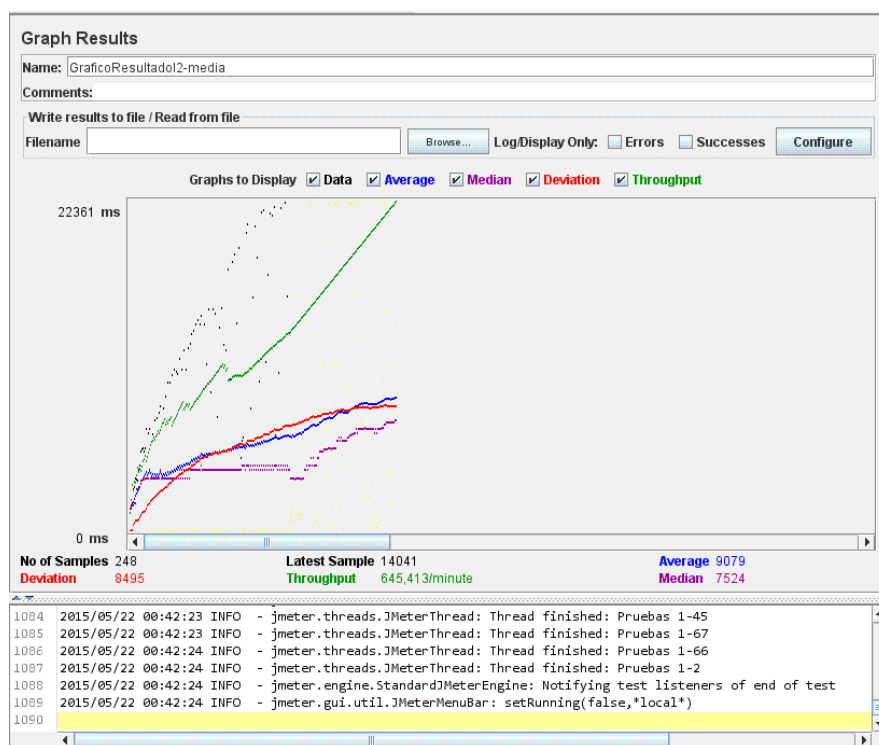 Graph Results
Name: GraficoResultadol2-media
Comments:
Write results to file / Read from file
Filename Browse... Log/Display Only: Errors Successes Configure
Graphs to Display Data Average Median Deviation Throughput
22361 ms
0 ms
No of Samples 248 Latest Sample 14041 Average 9079
Deviation 8495 Throughput 645,413/minute Median 7524
1084 2015/05/22 00:42:23 INFO - jmeter.threads.JMeterThread: Thread finished: Pruebas 1-45
1085 2015/05/22 00:42:23 INFO - jmeter.threads.JMeterThread: Thread finished: Pruebas 1-67
1086 2015/05/22 00:42:24 INFO - jmeter.threads.JMeterThread: Thread finished: Pruebas 1-66
1087 2015/05/22 00:42:24 INFO - jmeter.threads.JMeterThread: Thread finished: Pruebas 1-2
1088 2015/05/22 00:42:24 INFO - jmeter.engine.StandardJMeterEngine: Notifying test listeners of end of test
1089 2015/05/22 00:42:24 INFO - jmeter.gui.util.JMeterMenuBar: setRunning(false,*local*)
1090